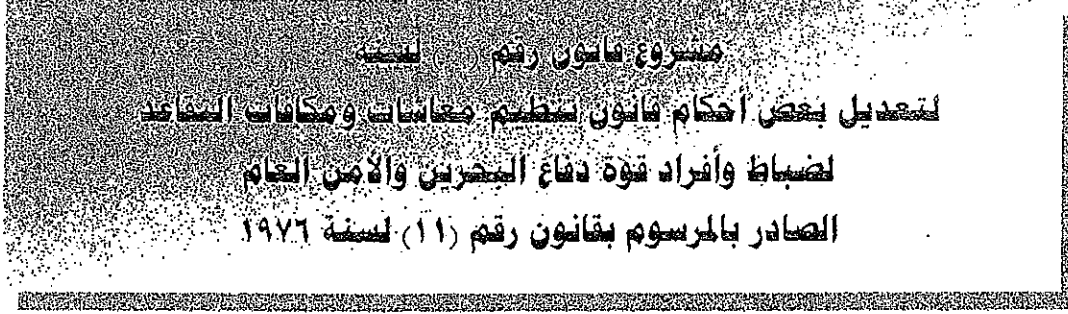 مشروع قانون رقم ( ) لسنة
لتعديل بعض أحكام قانون تنظيم معاشات ومكافآت التقاعد
لضباط وأفراد قوة دفاع البحرين والأمن العام
الصادر بالمرسوم بقانون رقم (١١) لسنة ١٩٧٦